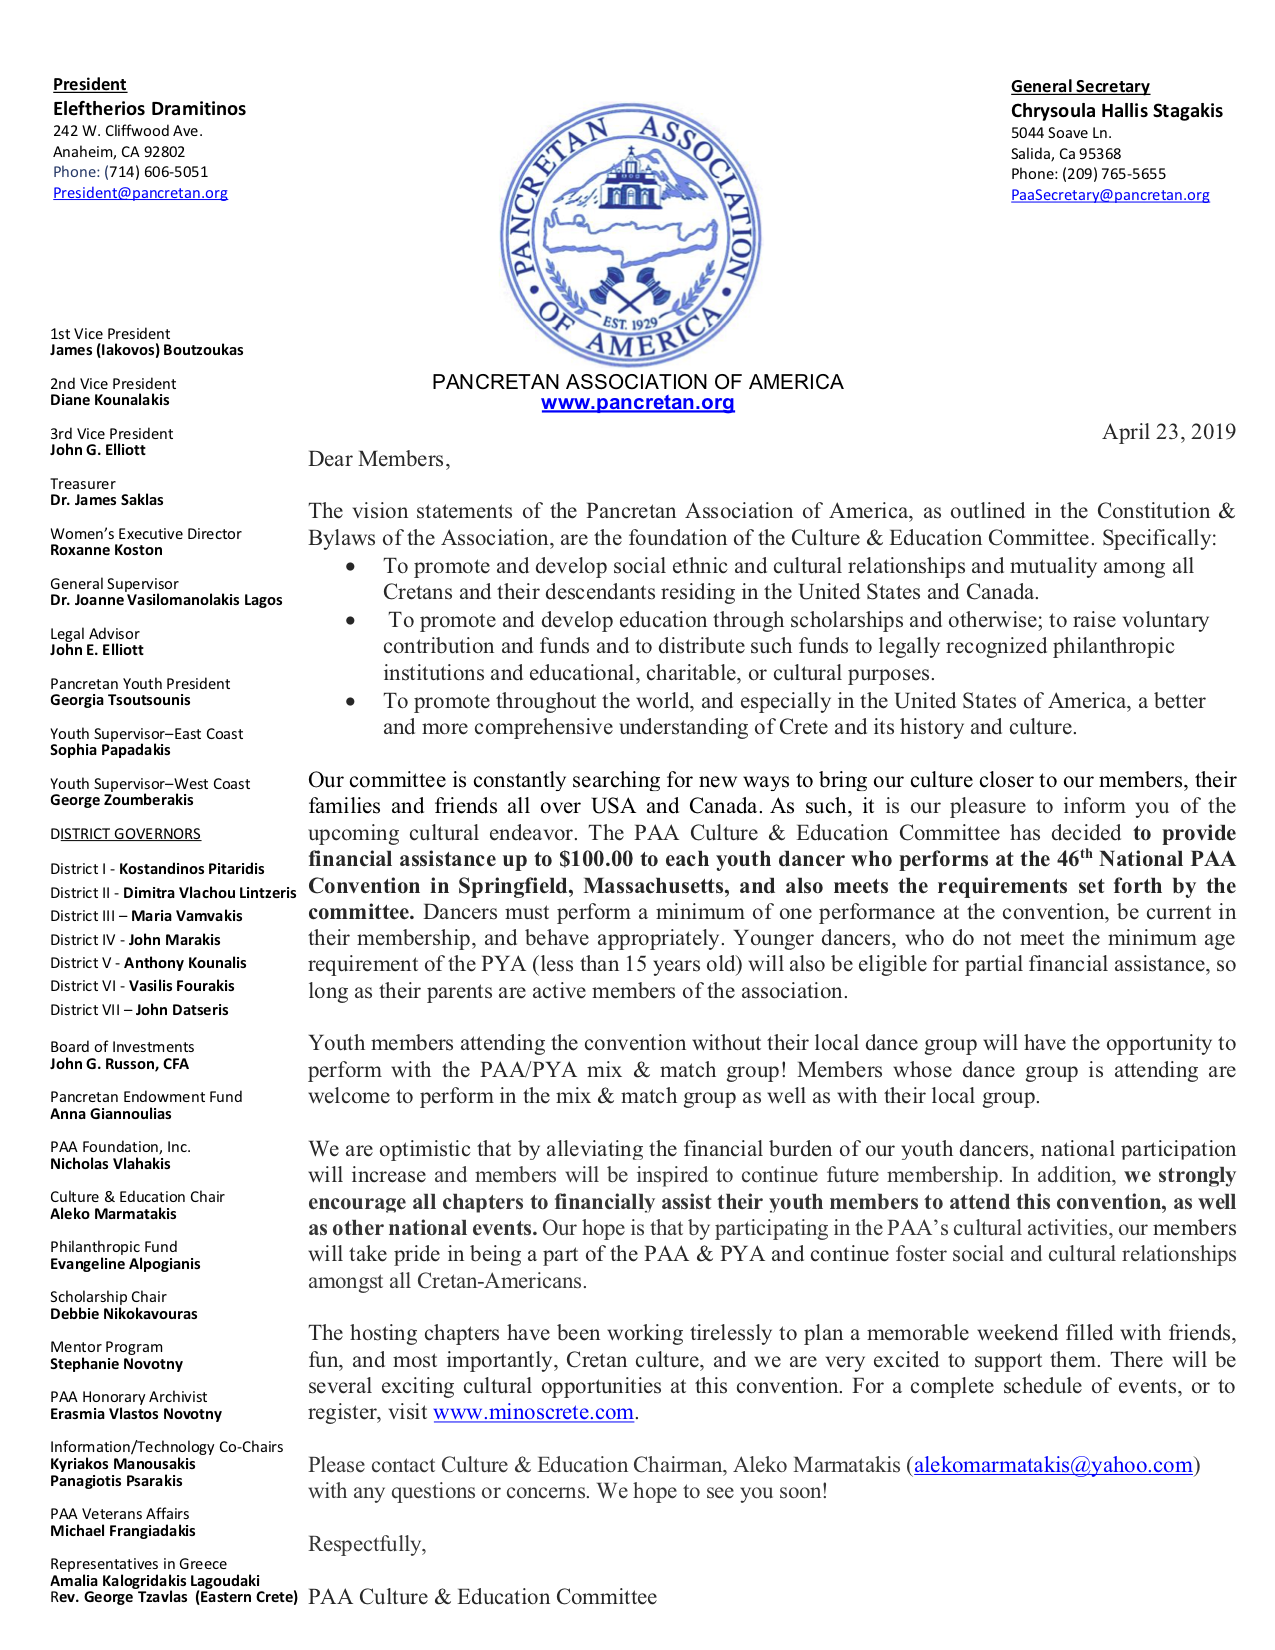 President
Eleftherios Dramitinos
242 W. Cliffwood Ave.
Anaheim, CA 92802
Phone: (714) 606-5051
President@pancretan.org
General Secretary
Chrysoula Hallis Stagakis
5044 Soave Ln.
Salida, Ca 95368
Phone: (209) 765-5655
PaaSecretary@pancretan.org
PANCRETAN ASSOCIATION
• OF AMERICA •
EST. 1929
PANCRETAN ASSOCIATION OF AMERICA
www.pancretan.org
1st Vice President
James (Iakovos) Boutzoukas
2nd Vice President
Diane Kounalakis
3rd Vice President
John G. Elliott
Treasurer
Dr. James Saklas
Women’s Executive Director
Roxanne Koston
General Supervisor
Dr. Joanne Vasilomanolakis Lagos
Legal Advisor
John E. Elliott
Pancretan Youth President
Georgia Tsoutsounis
Youth Supervisor–East Coast
Sophia Papadakis
Youth Supervisor–West Coast
George Zoumberakis
DISTRICT GOVERNORS
District I - Kostandinos Pitaridis
District II - Dimitra Vlachou Lintzeris
District III – Maria Vamvakis
District IV - John Marakis
District V - Anthony Kounalis
District VI - Vasilis Fourakis
District VII – John Datseris
Board of Investments
John G. Russon, CFA
Pancretan Endowment Fund
Anna Giannoulias
PAA Foundation, Inc.
Nicholas Vlahakis
Culture & Education Chair
Aleko Marmatakis
Philanthropic Fund
Evangeline Alpogianis
Scholarship Chair
Debbie Nikokavouras
Mentor Program
Stephanie Novotny
PAA Honorary Archivist
Erasmia Vlastos Novotny
Information/Technology Co-Chairs
Kyriakos Manousakis
Panagiotis Psarakis
PAA Veterans Affairs
Michael Frangiadakis
Representatives in Greece
Amalia Kalogridakis Lagoudaki
Rev. George Tzavlas (Eastern Crete)
April 23, 2019
Dear Members,
The vision statements of the Pancretan Association of America, as outlined in the Constitution &
Bylaws of the Association, are the foundation of the Culture & Education Committee. Specifically:
• To promote and develop social ethnic and cultural relationships and mutuality among all
Cretans and their descendants residing in the United States and Canada.
• To promote and develop education through scholarships and otherwise; to raise voluntary
contribution and funds and to distribute such funds to legally recognized philanthropic
institutions and educational, charitable, or cultural purposes.
• To promote throughout the world, and especially in the United States of America, a better
and more comprehensive understanding of Crete and its history and culture.
Our committee is constantly searching for new ways to bring our culture closer to our members, their
families and friends all over USA and Canada. As such, it is our pleasure to inform you of the
upcoming cultural endeavor. The PAA Culture & Education Committee has decided to provide
financial assistance up to $100.00 to each youth dancer who performs at the 46th National PAA
Convention in Springfield, Massachusetts, and also meets the requirements set forth by the
committee. Dancers must perform a minimum of one performance at the convention, be current in
their membership, and behave appropriately. Younger dancers, who do not meet the minimum age
requirement of the PYA (less than 15 years old) will also be eligible for partial financial assistance, so
long as their parents are active members of the association.
Youth members attending the convention without their local dance group will have the opportunity to
perform with the PAA/PYA mix & match group! Members whose dance group is attending are
welcome to perform in the mix & match group as well as with their local group.
We are optimistic that by alleviating the financial burden of our youth dancers, national participation
will increase and members will be inspired to continue future membership. In addition, we strongly
encourage all chapters to financially assist their youth members to attend this convention, as well
as other national events. Our hope is that by participating in the PAA’s cultural activities, our members
will take pride in being a part of the PAA & PYA and continue foster social and cultural relationships
amongst all Cretan-Americans.
The hosting chapters have been working tirelessly to plan a memorable weekend filled with friends,
fun, and most importantly, Cretan culture, and we are very excited to support them. There will be
several exciting cultural opportunities at this convention. For a complete schedule of events, or to
register, visit www.minoscrete.com.
Please contact Culture & Education Chairman, Aleko Marmatakis (alekomarmatakis@yahoo.com)
with any questions or concerns. We hope to see you soon!
Respectfully,
PAA Culture & Education Committee